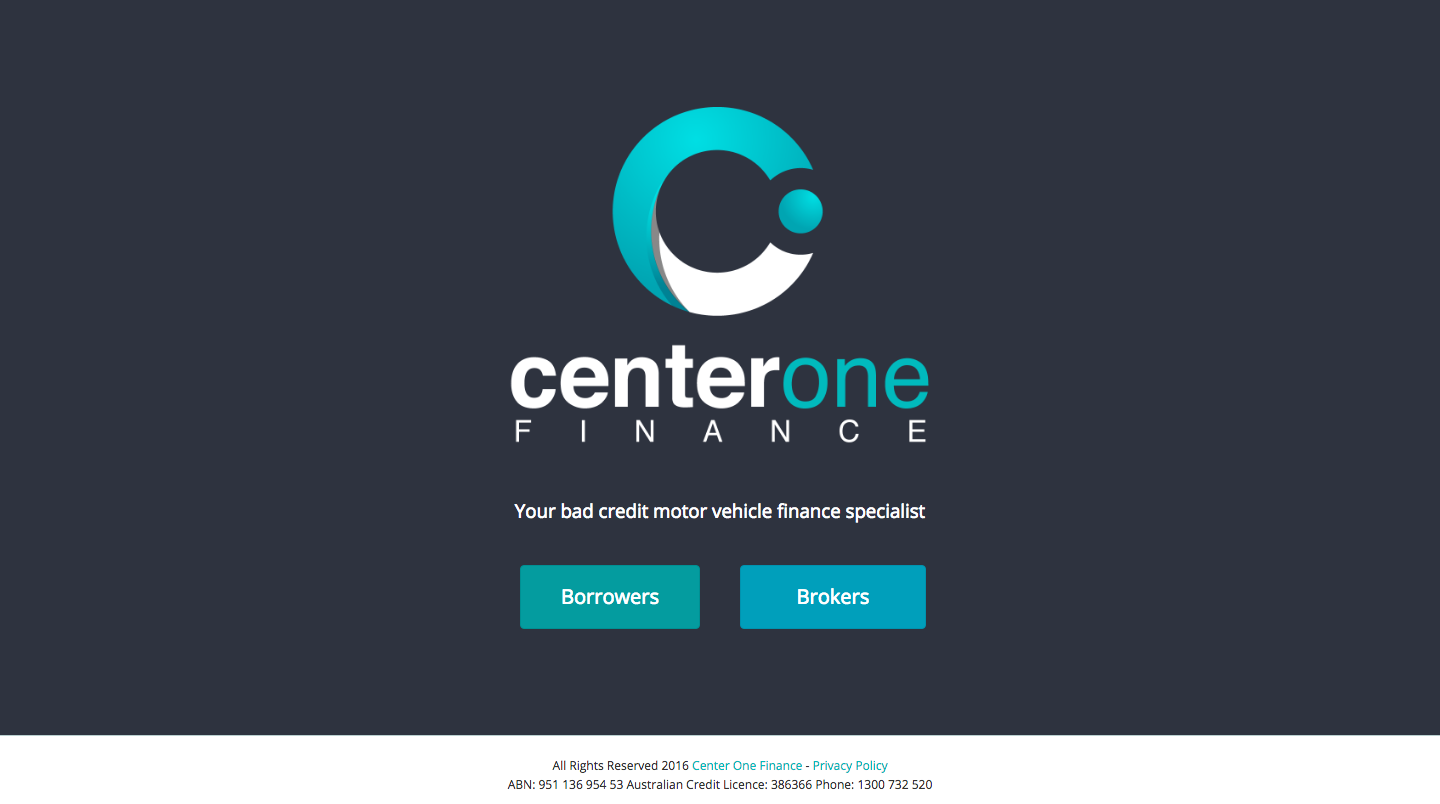 centerone
FINANCE
Your bad credit motor vehicle finance specialist
Borrowers
Brokers
All Rights Reserved 2016 Center One Finance - Privacy Policy
ABN: 951 136 954 53 Australian Credit Licence: 386366 Phone: 1300 732 520